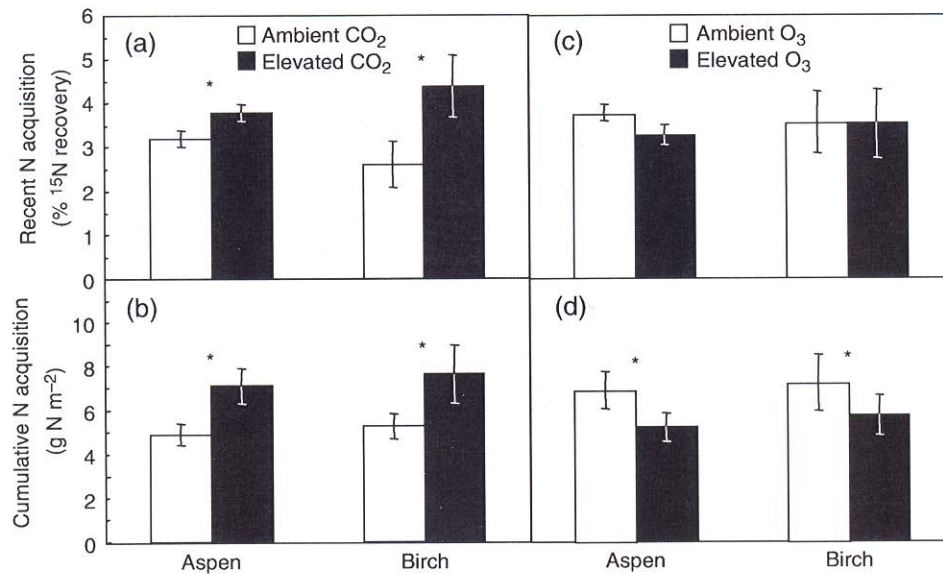 (a)
Ambient CO₂
Elevated CO₂
* *
Recent N acquisition
(% ¹⁵N recovery)
6
5
4
3
2
1
0
(c)
Ambient O₃
Elevated O₃
(b)
* *
Cumulative N acquisition
(g N m⁻²)
10
8
6
4
2
0
Aspen Birch
(d)
* *
Aspen Birch